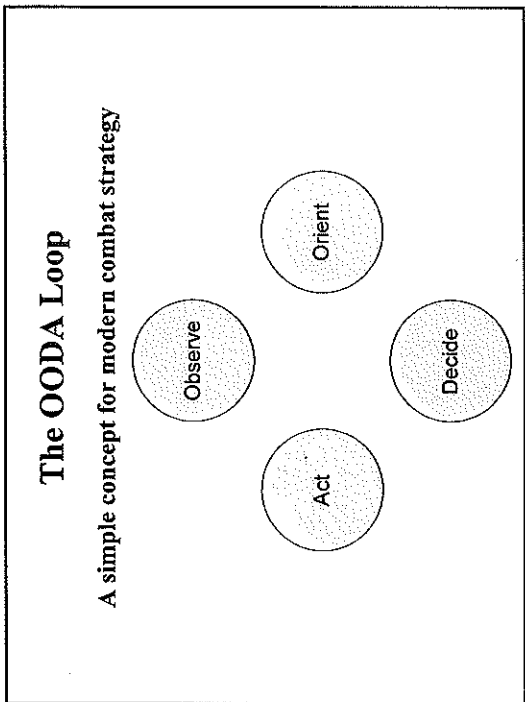 The OODA Loop
A simple concept for modern combat strategy
Observe
Orient
Decide
Act